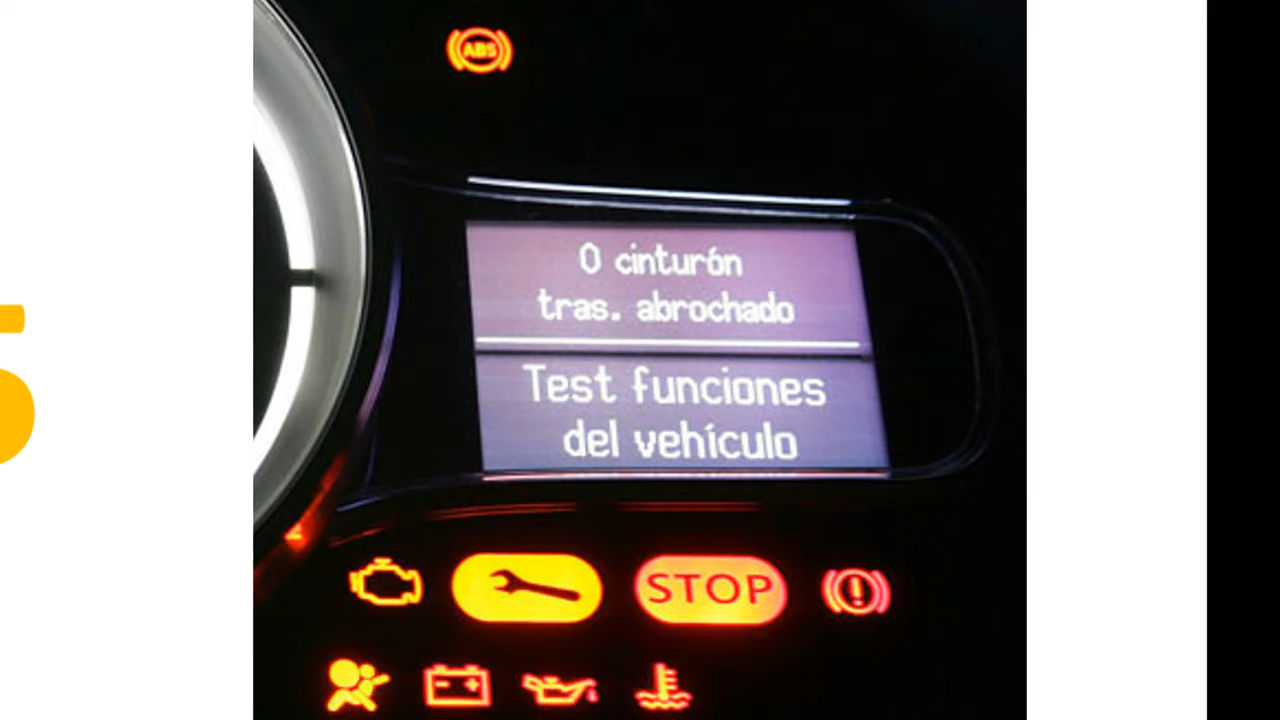 ABS
0 cinturón
tras. abrochado
Test funciones
del vehículo
STOP